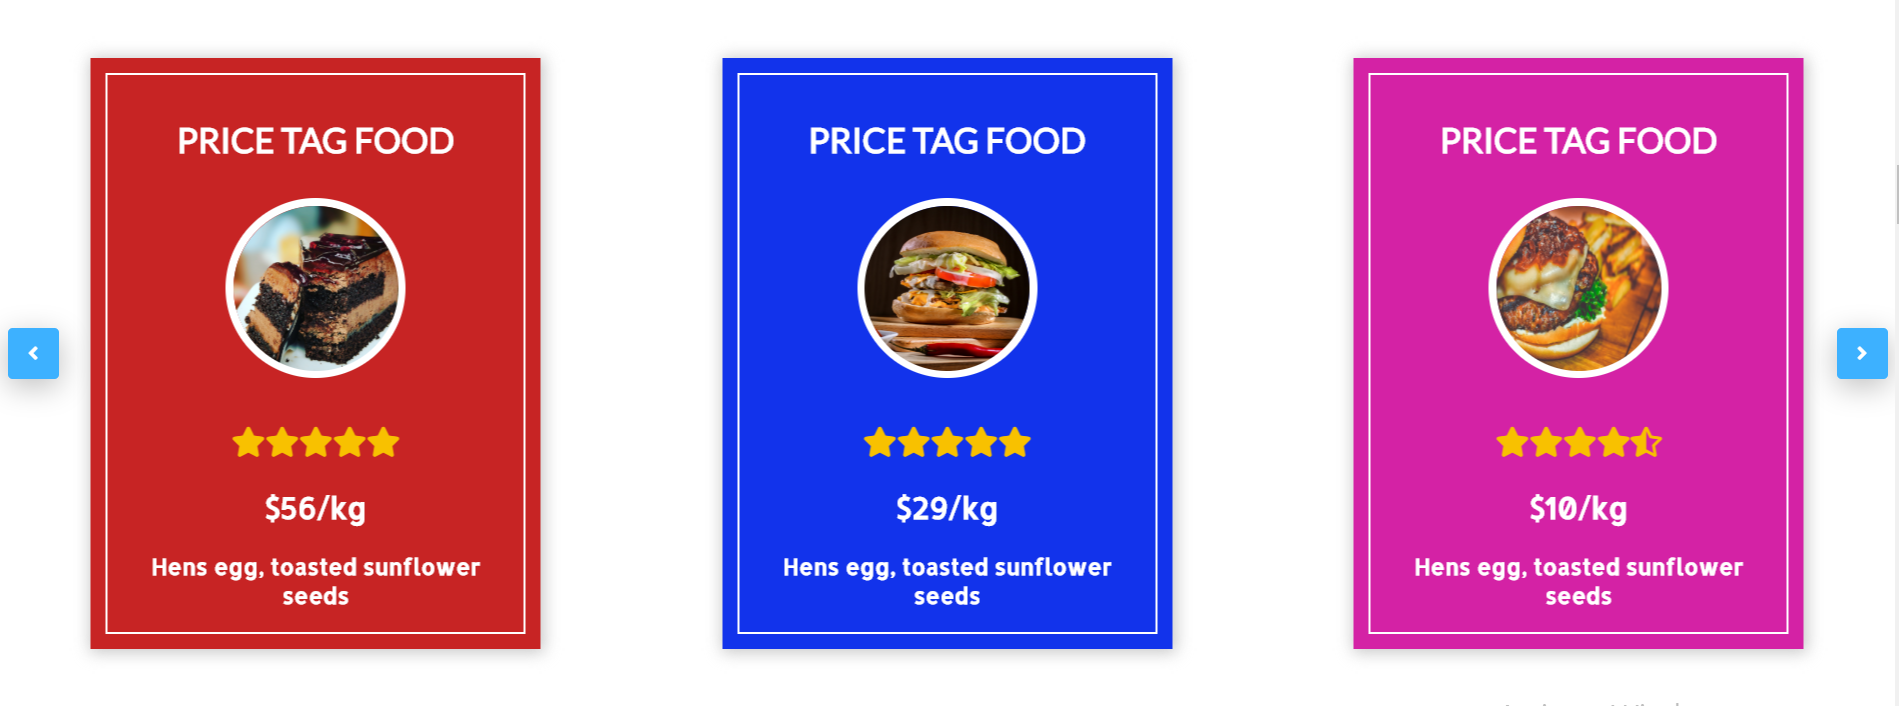 PRICE TAG FOOD
$56/kg
Hens egg, toasted sunflower
seeds
PRICE TAG FOOD
$29/kg
Hens egg, toasted sunflower
seeds
PRICE TAG FOOD
$10/kg
Hens egg, toasted sunflower
seeds